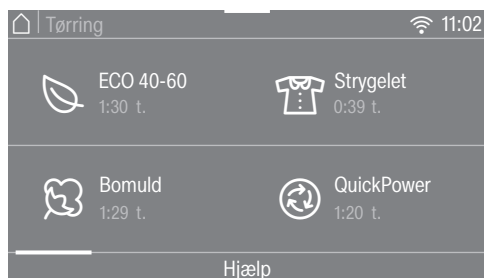 Tørring 11:02
ECO 40-60
1:30 t.
Strygelet
0:39 t.
Bomuld
1:29 t.
QuickPower
1:20 t.
Hjælp